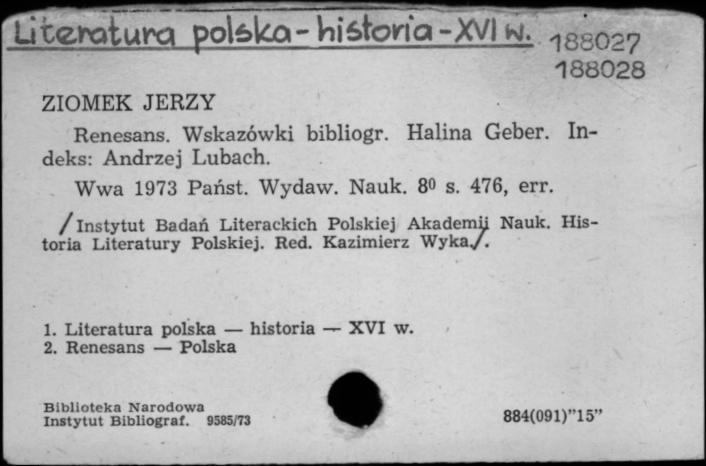 Literatura polska - historia - XVI w.
188027
188028
ZIOMEK JERZY
Renesans. Wskazówki bibliogr. Halina Geber. In-
deks: Andrzej Lubach.
Wwa 1973 Państ. Wydaw. Nauk. 8⁰ s. 476, err.
/Instytut Badań Literackich Polskiej Akademii Nauk. His-
toria Literatury Polskiej. Red. Kazimierz Wyka/.
1. Literatura polska — historia — XVI w.
2. Renesans — Polska
Biblioteka Narodowa
Instytut Bibliograf. 9585/73
884(091)"15"